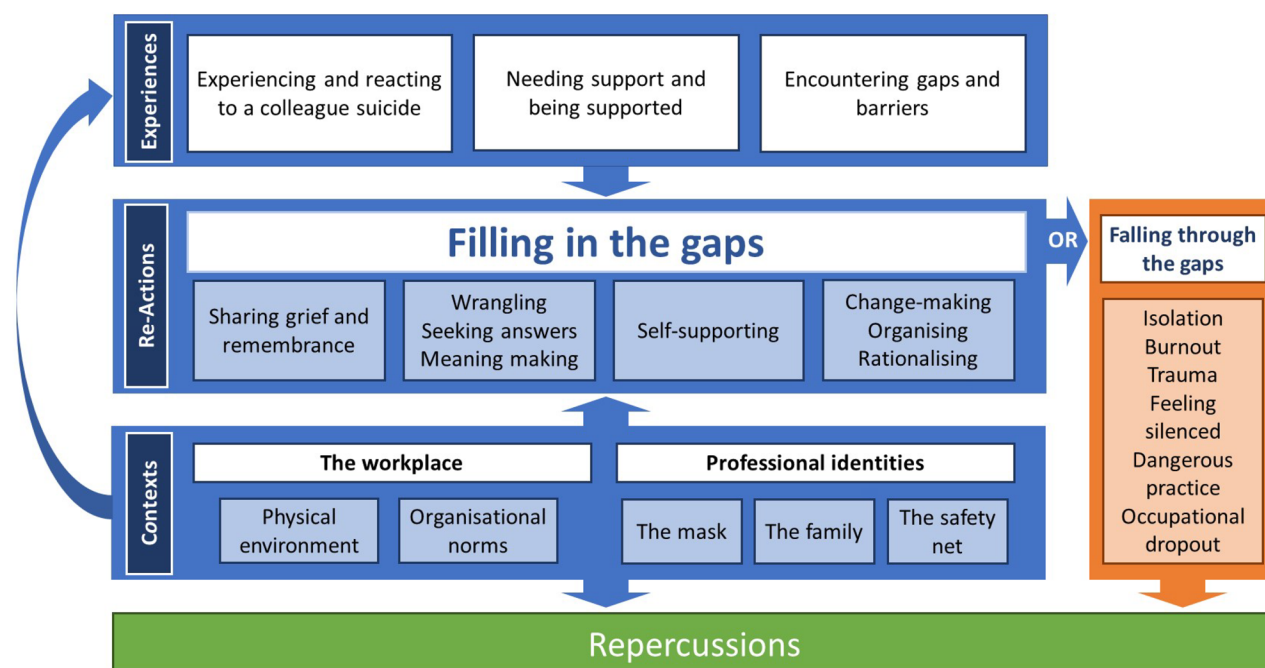 Experiences
Experiencing and reacting
to a colleague suicide
Needing support and
being supported
Encountering gaps and
barriers
Re-Actions
Filling in the gaps
Sharing grief and
remembrance
Wrangling
Seeking answers
Meaning making
Self-supporting
Change-making
Organising
Rationalising
OR
Falling through
the gaps
Isolation
Burnout
Trauma
Feeling
silenced
Dangerous
practice
Occupational
dropout
Contexts
The workplace
Physical
environment
Organisational
norms
Professional identities
The mask
The family
The safety
net
Repercussions